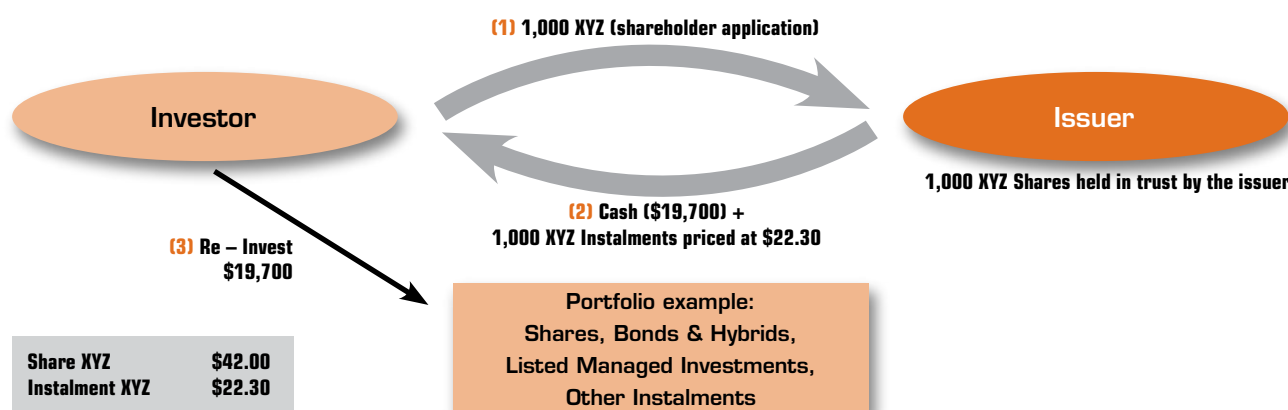 (1) 1,000 XYZ (shareholder application)
Investor
Issuer
1,000 XYZ Shares held in trust by the issuer
(2) Cash ($19,700) +
1,000 XYZ Instalments priced at $22.30
(3) Re – Invest
$19,700
Portfolio example:
Shares, Bonds & Hybrids,
Listed Managed Investments,
Other Instalments
Share XYZ $42.00
Instalment XYZ $22.30